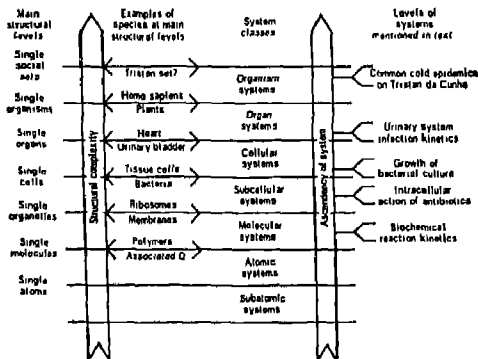 Main structural levels
Examples of species at main structural levels
System classes
Levels of systems mentioned in text
Single social sets
Tristan set?
Organism systems
Common cold epidemics on Tristan da Cunha
Single organisms
Homo sapiens
Plants
Organ systems
Single organs
Heart
Urinary bladder
Urinary system infection kinetics
Cellular systems
Single cells
Tissue cells
Bacteria
Growth of bacterial culture
Subcellular systems
Intracellular action of antibiotics
Single organelles
Ribosomes
Membranes
Molecular systems
Biochemical reaction kinetics
Single molecules
Polymers
Associated
Atomic systems
Single atoms
Subatomic systems
Structural complexity
Ascendancy of system